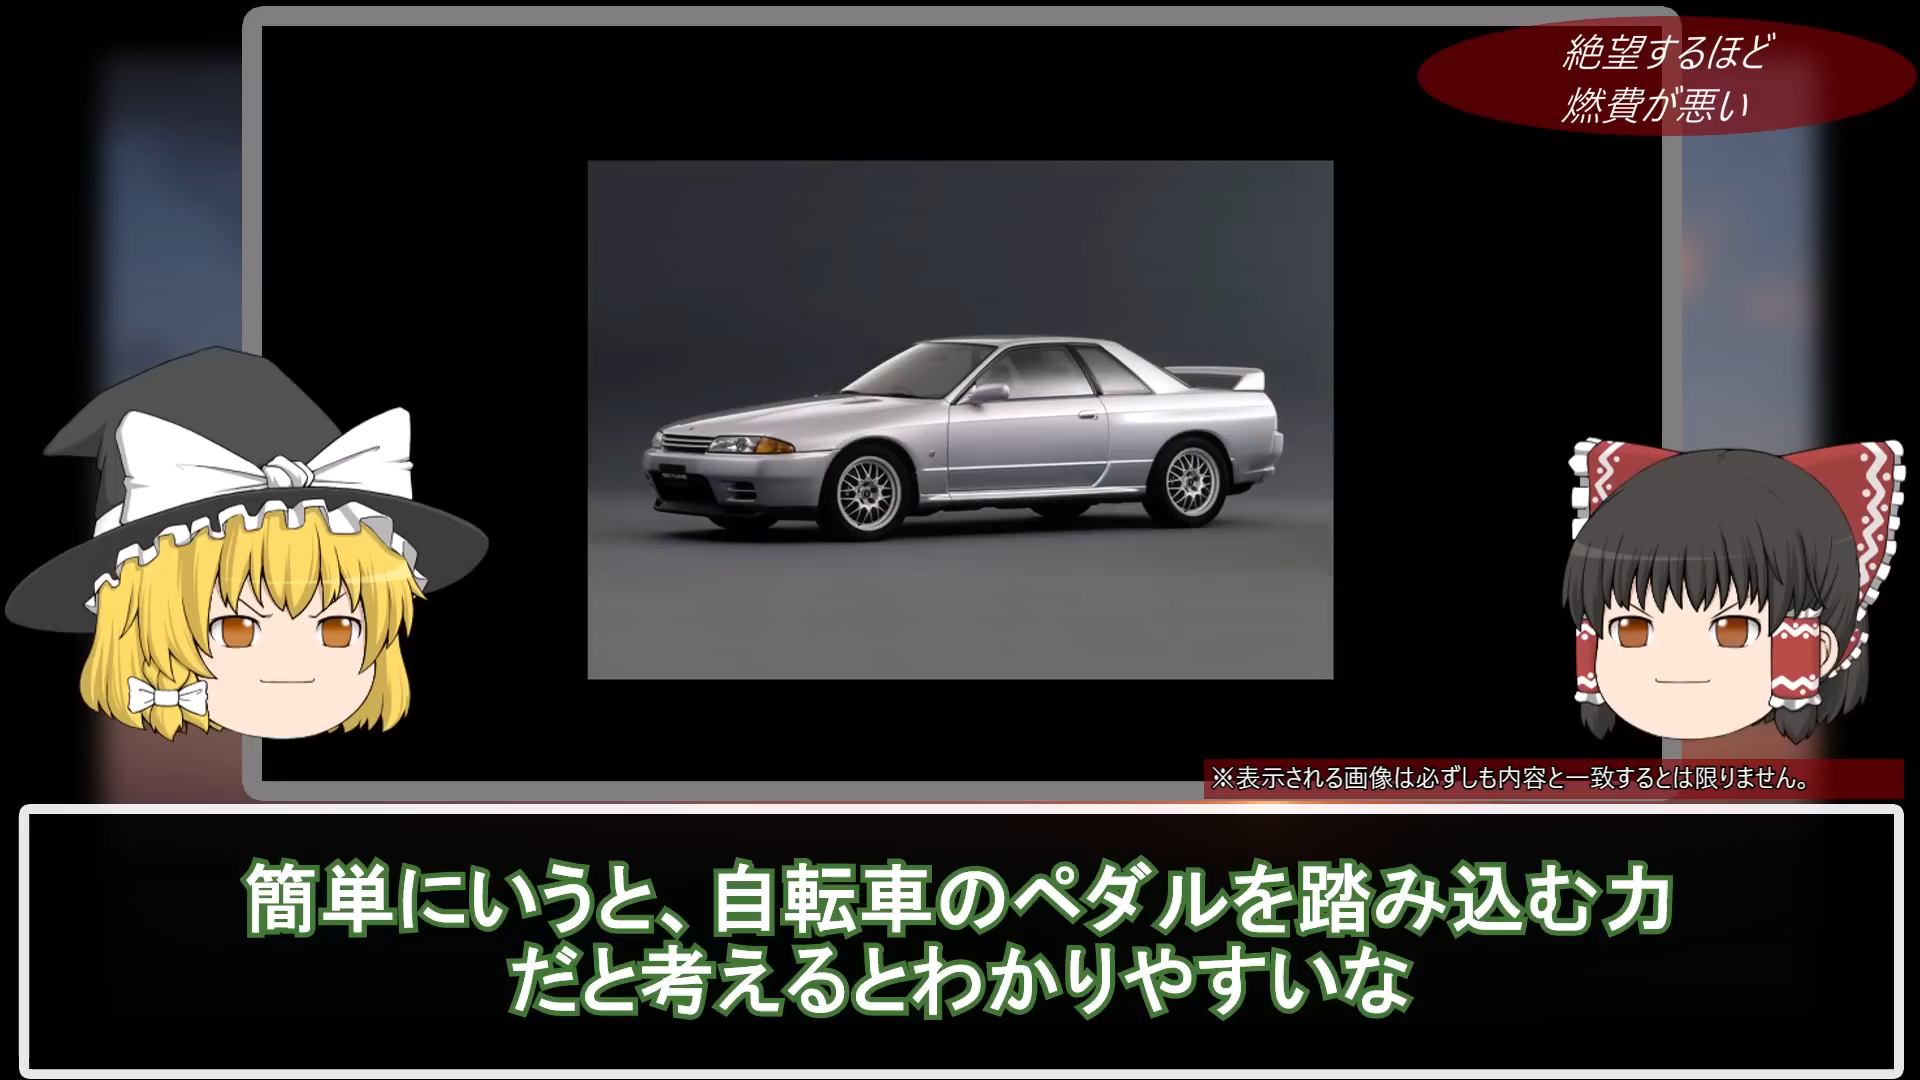 絶望するほど
燃費が悪い
※表示される画像は必ずしも内容と一致するとは限りません。
簡単にいうと、自転車のペダルを踏み込む力
だと考えるとわかりやすいな